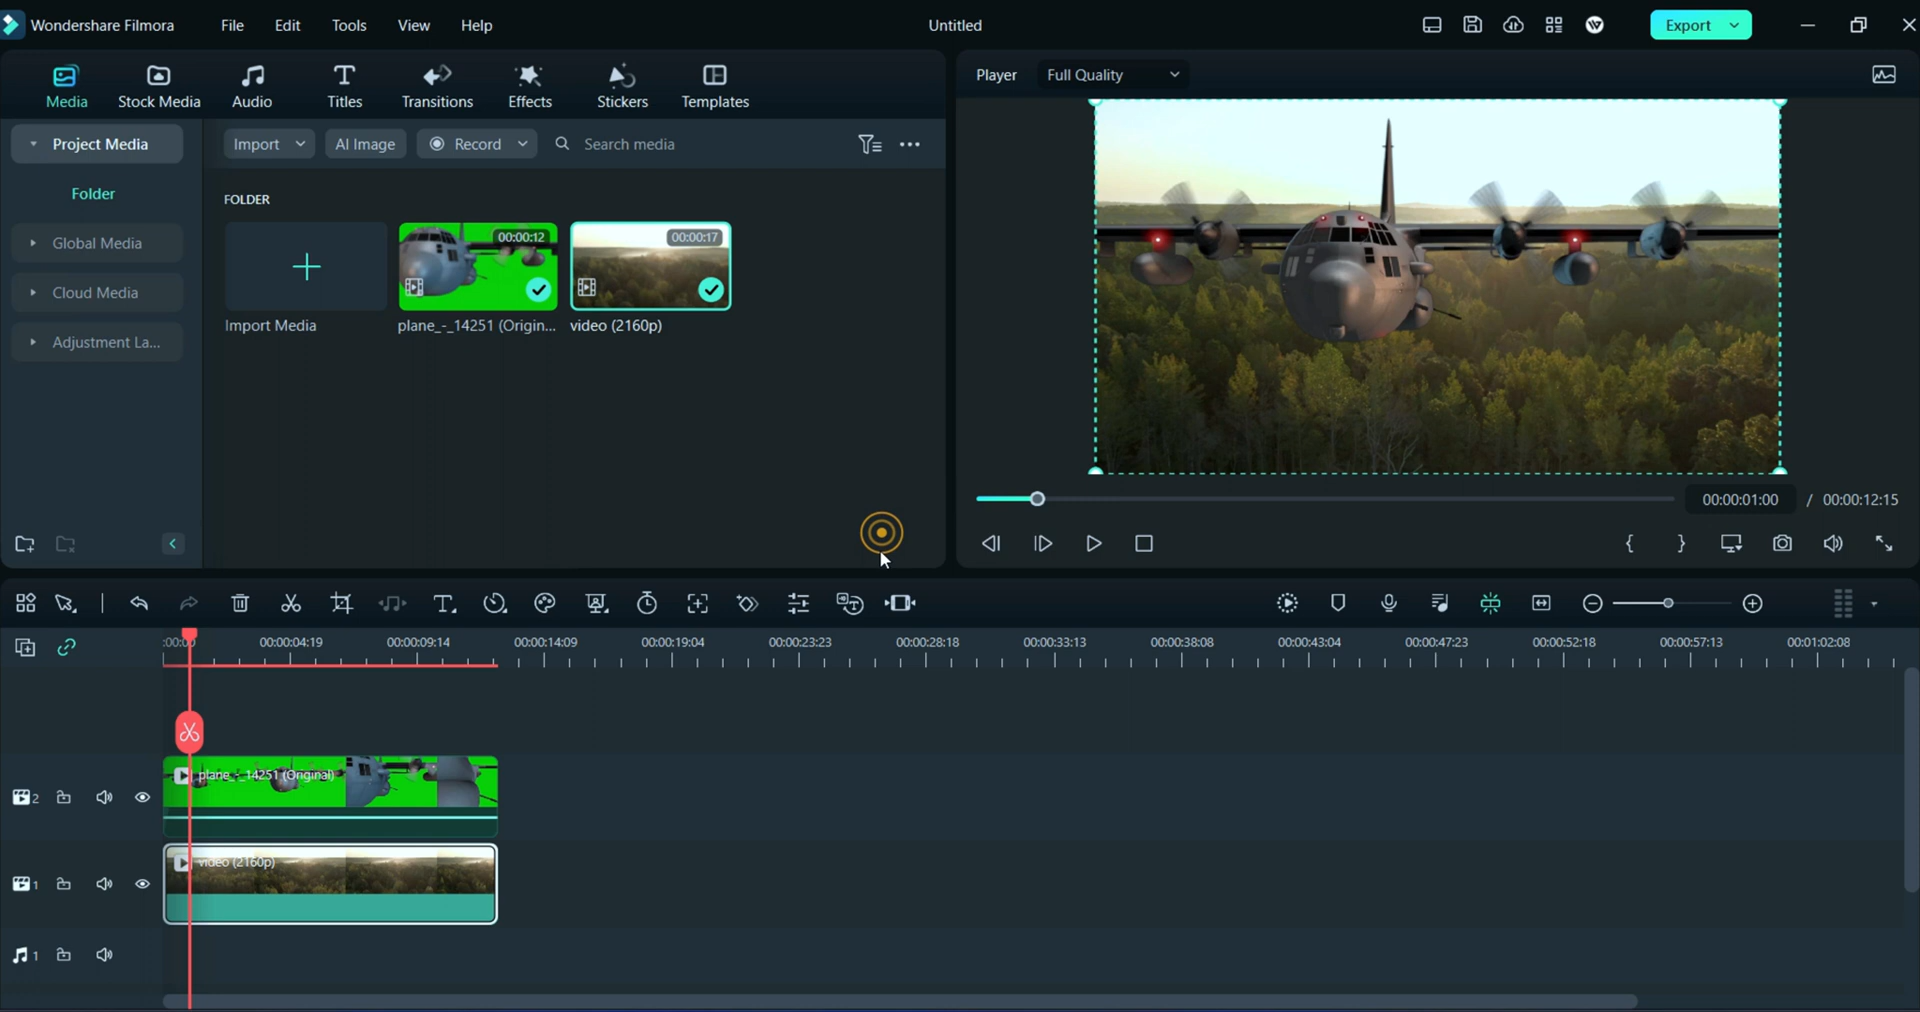 Wondershare Filmora File Edit Tools View Help Untitled Export
Media Stock Media Audio Titles Transitions Effects Stickers Templates
Player Full Quality
Project Media
Import AI Image Record Search media
Folder
FOLDER
Global Media
00:00:12 00:00:17
Cloud Media
Import Media plane_-_14251 (Origin... video (2160p)
Adjustment La...
00:00:01:00 / 00:00:12:15
:00:00 00:00:04:19 00:00:09:14 00:00:14:09 00:00:19:04 00:00:23:23 00:00:28:18 00:00:33:13 00:00:38:08 00:00:43:04 00:00:47:23 00:00:52:18 00:00:57:13 00:01:02:08
plane_-_14251 (Original)
2
video (2160p)
1
1